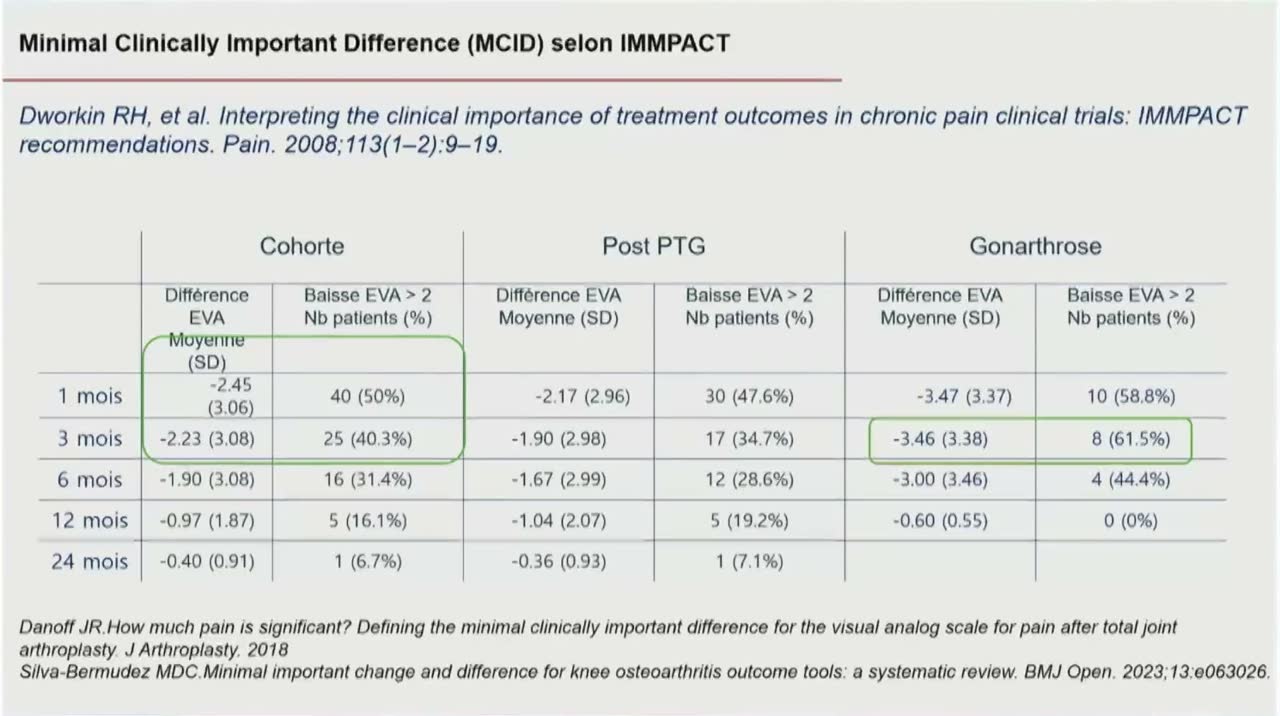 Minimal Clinically Important Difference (MCID) selon IMMPACT
Dworkin RH, et al. Interpreting the clinical importance of treatment outcomes in chronic pain clinical trials: IMMPACT
recommendations. Pain. 2008;113(1–2):9–19.
Cohorte Post PTG Gonarthrose
Différence EVA Moyenne (SD) Baisse EVA > 2 Nb patients (%) Différence EVA Moyenne (SD) Baisse EVA > 2 Nb patients (%) Différence EVA Moyenne (SD) Baisse EVA > 2 Nb patients (%)
1 mois -2.45 (3.06) 40 (50%) -2.17 (2.96) 30 (47.6%) -3.47 (3.37) 10 (58.8%)
3 mois -2.23 (3.08) 25 (40.3%) -1.90 (2.98) 17 (34.7%) -3.46 (3.38) 8 (61.5%)
6 mois -1.90 (3.08) 16 (31.4%) -1.67 (2.99) 12 (28.6%) -3.00 (3.46) 4 (44.4%)
12 mois -0.97 (1.87) 5 (16.1%) -1.04 (2.07) 5 (19.2%) -0.60 (0.55) 0 (0%)
24 mois -0.40 (0.91) 1 (6.7%) -0.36 (0.93) 1 (7.1%)
Danoff JR.How much pain is significant? Defining the minimal clinically important difference for the visual analog scale for pain after total joint
arthroplasty. J Arthroplasty. 2018
Silva-Bermudez MDC.Minimal important change and difference for knee osteoarthritis outcome tools: a systematic review. BMJ Open. 2023;13:e063026.